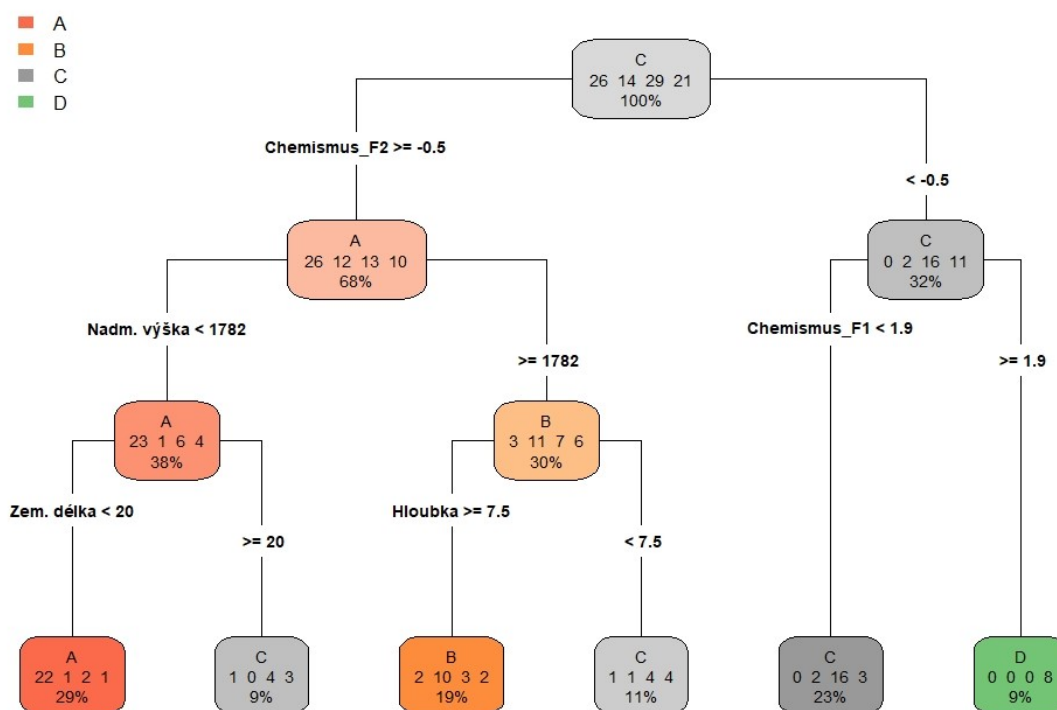 A
B
C
D
C
26 14 29 21
100%
Chemismus_F2 >= -0.5
< -0.5
A
26 12 13 10
68%
C
0 2 16 11
32%
Nadm. výška < 1782
>= 1782
Chemismus_F1 < 1.9
>= 1.9
A
23 1 6 4
38%
B
3 11 7 6
30%
Zem. délka < 20
>= 20
Hloubka >= 7.5
< 7.5
A
22 1 2 1
29%
C
1 0 4 3
9%
B
2 10 3 2
19%
C
1 1 4 4
11%
C
0 2 16 3
23%
D
0 0 0 8
9%